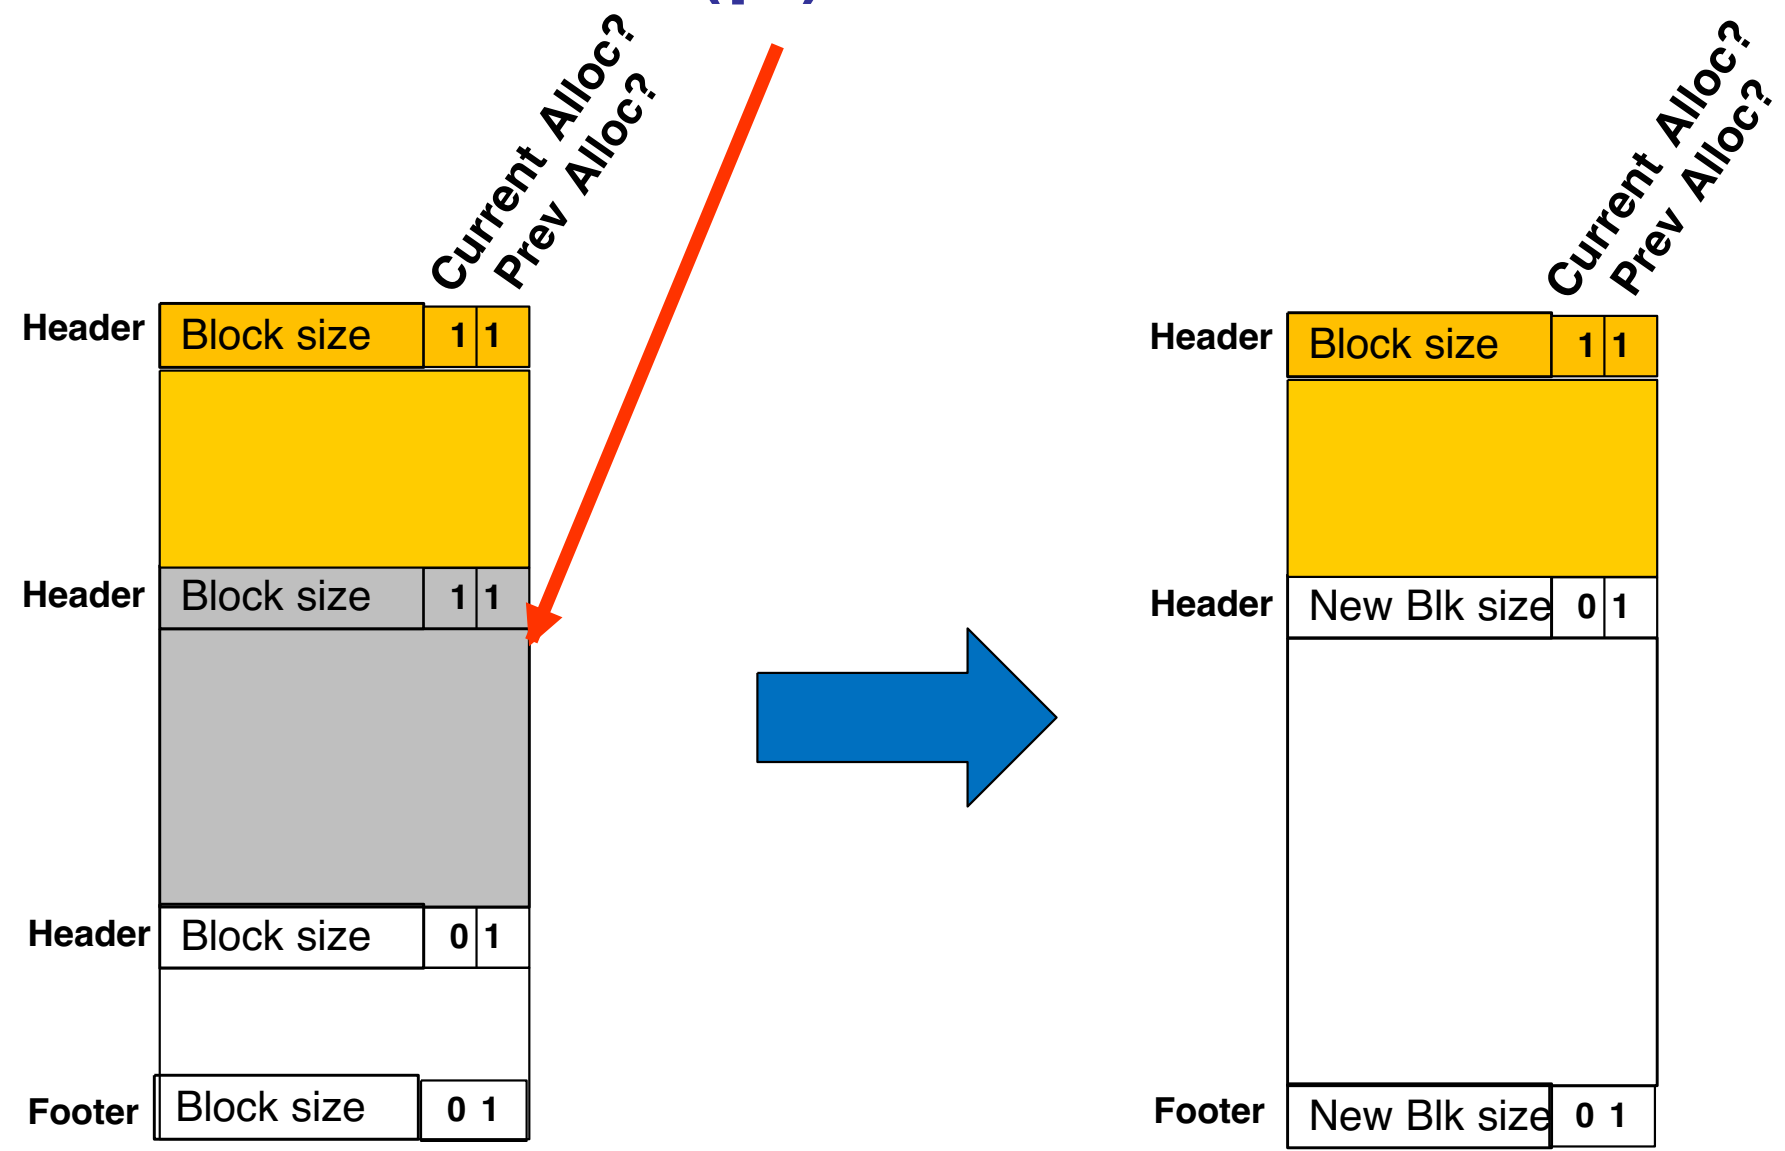 Current Alloc?
Prev Alloc?
Header Block size 1 1
Header Block size 1 1
Header Block size 0 1
Footer Block size 0 1
Current Alloc?
Prev Alloc?
Header Block size 1 1
Header New Blk size 0 1
Footer New Blk size 0 1